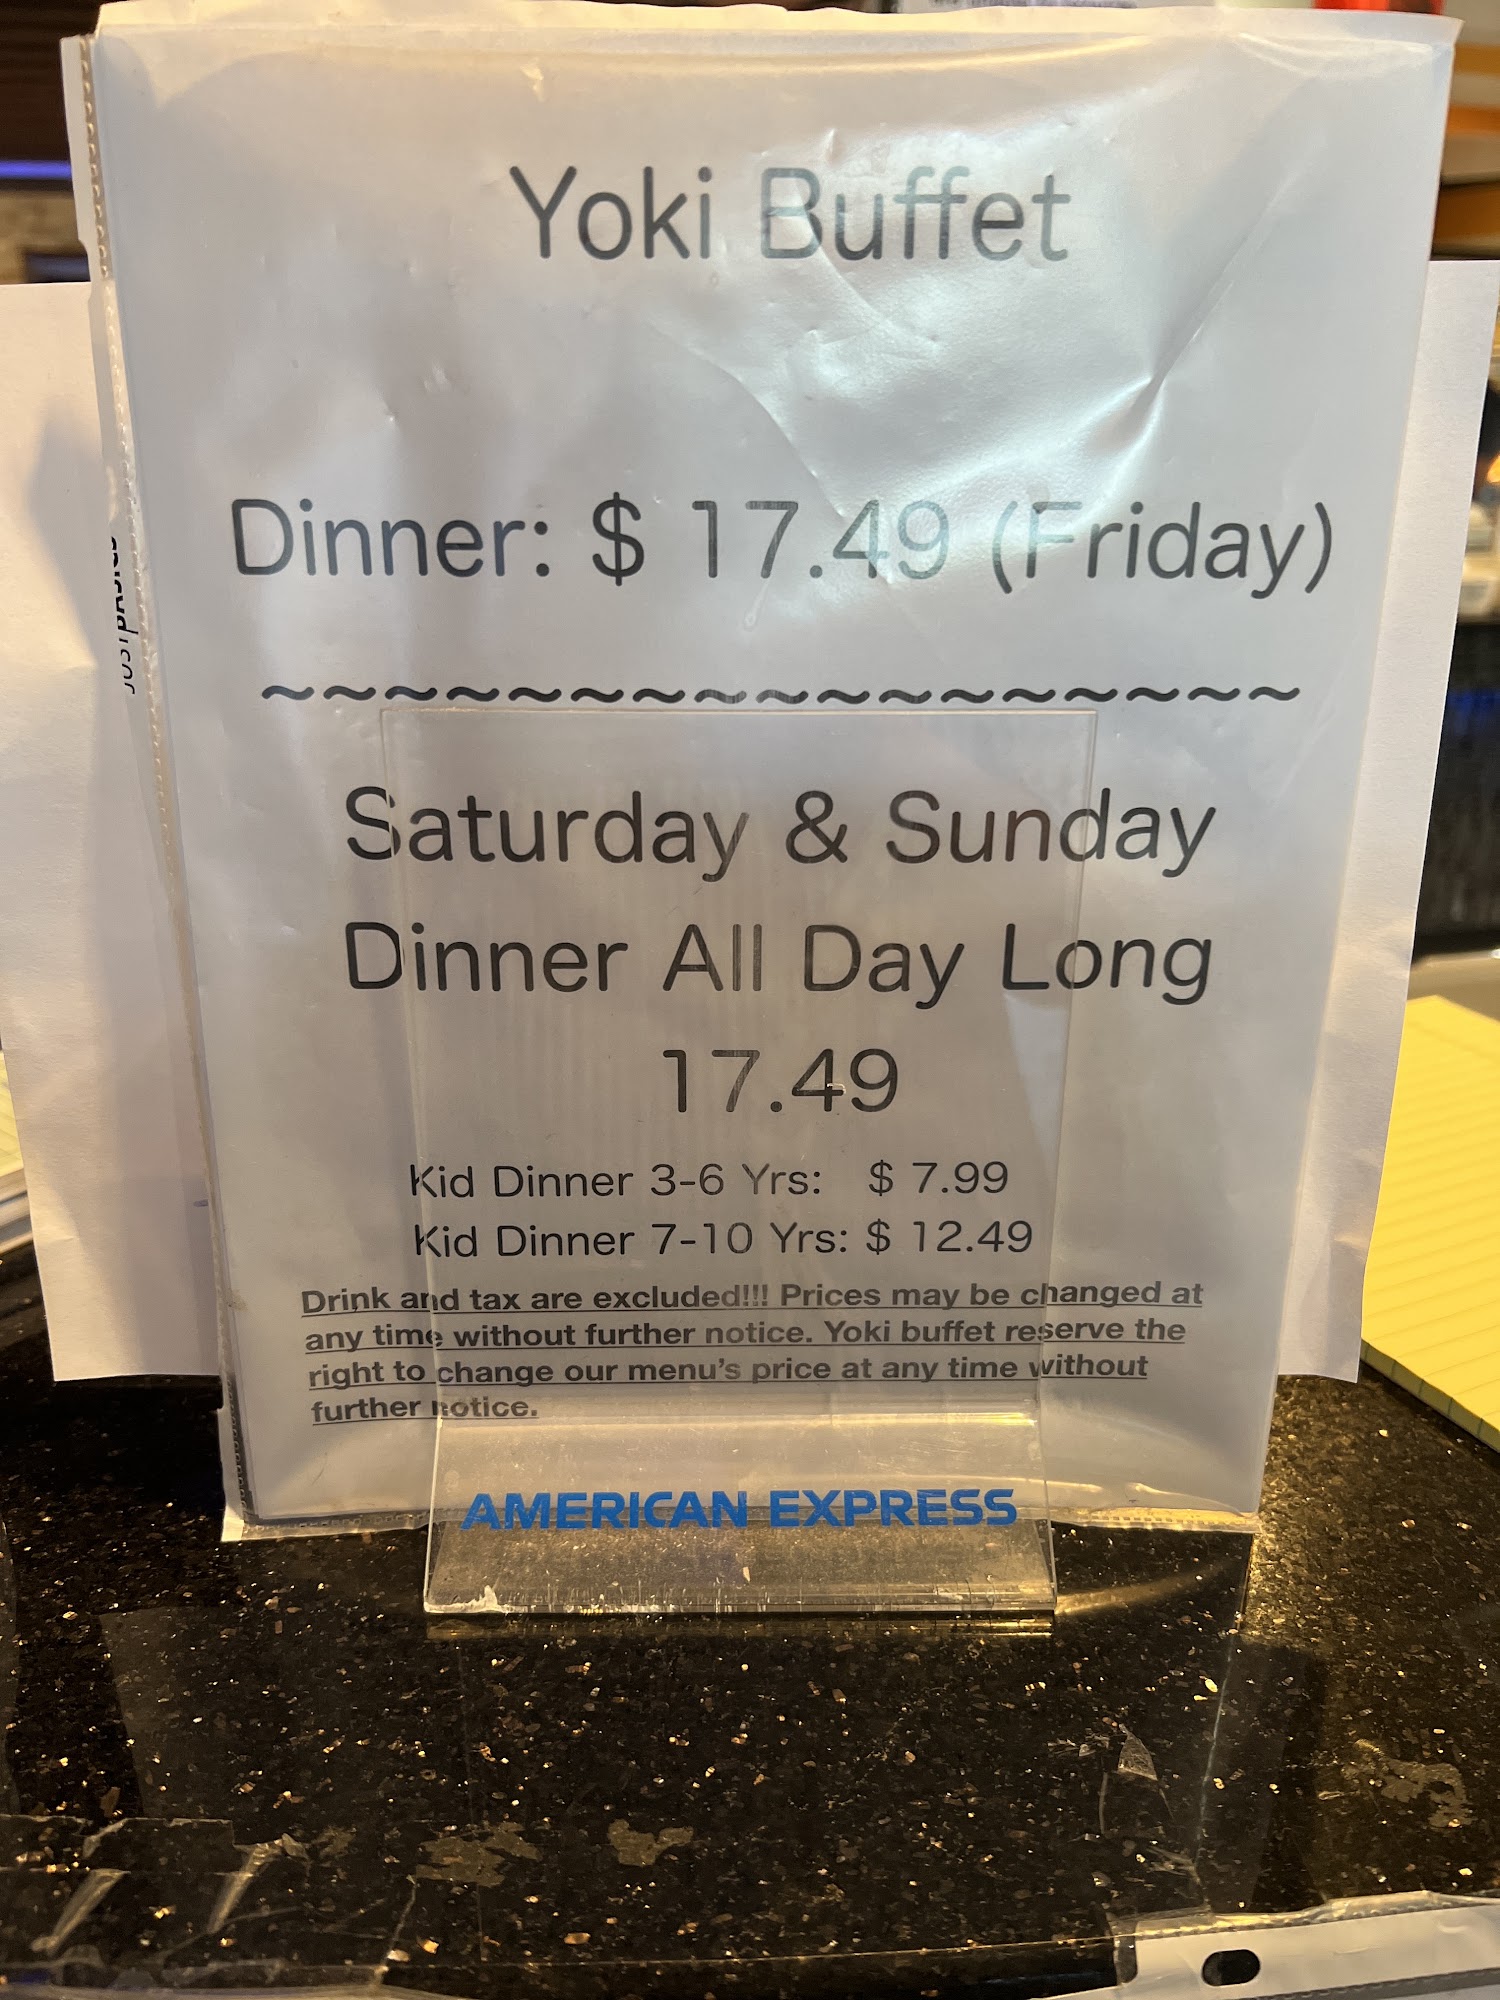 Yoki Buffet
Dinner: $ 17.49 (Friday)
~~~~~~~~~~~~~~~~~
Saturday & Sunday
Dinner All Day Long
17.49
Kid Dinner 3-6 Yrs: $ 7.99
Kid Dinner 7-10 Yrs: $ 12.49
Drink and tax are excluded!!! Prices may be changed at
any time without further notice. Yoki buffet reserve the
right to change our menu's price at any time without
further notice.
AMERICAN EXPRESS